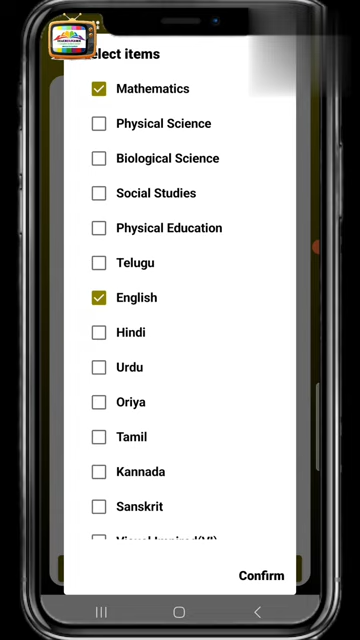 elect items
Mathematics
Physical Science
Biological Science
Social Studies
Physical Education
Telugu
English
Hindi
Urdu
Oriya
Tamil
Kannada
Sanskrit
Confirm